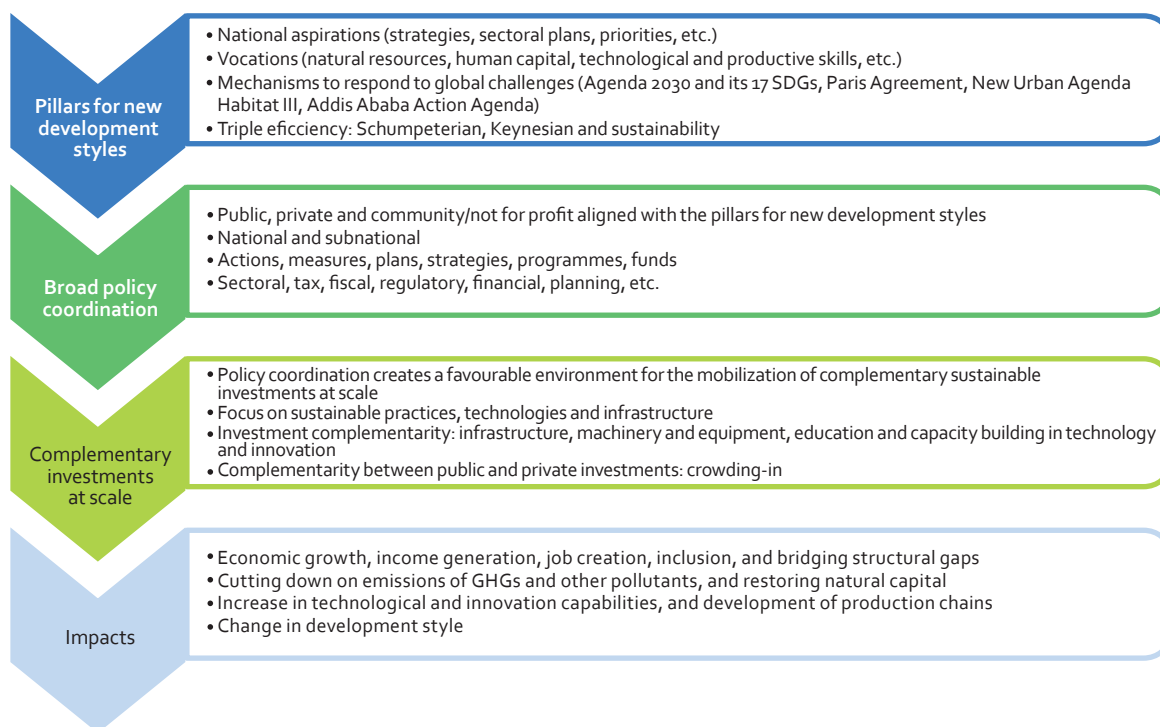 Pillars for new
development
styles
• National aspirations (strategies, sectoral plans, priorities, etc.)
• Vocations (natural resources, human capital, technological and productive skills, etc.)
• Mechanisms to respond to global challenges (Agenda 2030 and its 17 SDGs, Paris Agreement, New Urban Agenda
Habitat III, Addis Ababa Action Agenda)
• Triple eficciency: Schumpeterian, Keynesian and sustainability
Broad policy
coordination
• Public, private and community/not for profit aligned with the pillars for new development styles
• National and subnational
• Actions, measures, plans, strategies, programmes, funds
• Sectoral, tax, fiscal, regulatory, financial, planning, etc.
Complementary
investments
at scale
• Policy coordination creates a favourable environment for the mobilization of complementary sustainable
investments at scale
• Focus on sustainable practices, technologies and infrastructure
• Investment complementarity: infrastructure, machinery and equipment, education and capacity building in technology
and innovation
• Complementarity between public and private investments: crowding-in
Impacts
• Economic growth, income generation, job creation, inclusion, and bridging structural gaps
• Cutting down on emissions of GHGs and other pollutants, and restoring natural capital
• Increase in technological and innovation capabilities, and development of production chains
• Change in development style